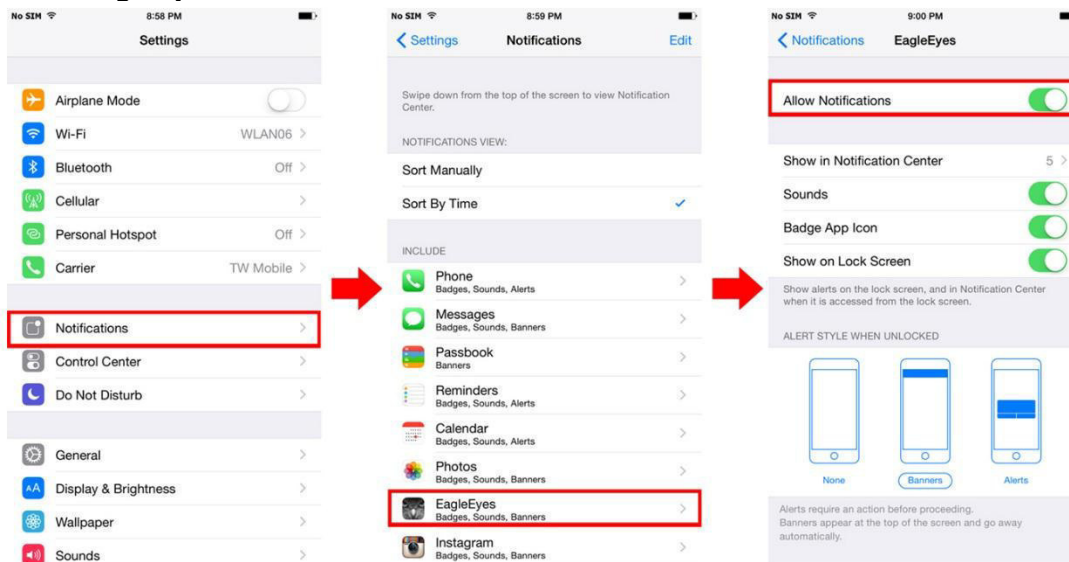 No SIM 8:58 PM
Settings
Airplane Mode
Wi-Fi WLAN06
Bluetooth Off
Cellular
Personal Hotspot Off
Carrier TW Mobile
Notifications
Control Center
Do Not Disturb
General
AA Display & Brightness
Wallpaper
Sounds
No SIM 8:59 PM
Settings Notifications Edit
Swipe down from the top of the screen to view Notification
Center.
NOTIFICATIONS VIEW:
Sort Manually
Sort By Time
INCLUDE
Phone
Badges, Sounds, Alerts
Messages
Badges, Sounds, Banners
Passbook
Banners
Reminders
Badges, Sounds, Alerts
Calendar
Badges, Sounds, Alerts
Photos
Badges, Sounds, Banners
EagleEyes
Badges, Sounds, Banners
Instagram
Badges, Sounds, Banners
No SIM 9:00 PM
Notifications EagleEyes
Allow Notifications
Show in Notification Center 5
Sounds
Badge App Icon
Show on Lock Screen
Show alerts on the lock screen, and in Notification Center
when it is accessed from the lock screen.
ALERT STYLE WHEN UNLOCKED
None Banners Alerts
Alerts require an action before proceeding.
Banners appear at the top of the screen and go away
automatically.